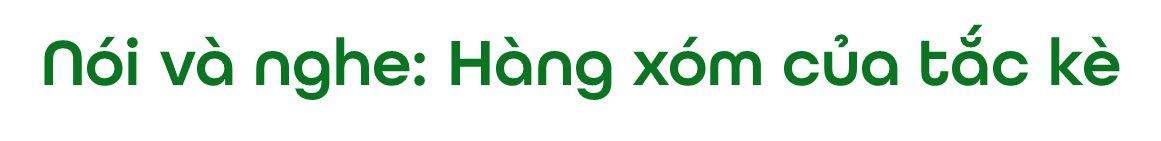 Nói và nghe: Hàng xóm của tắc kè